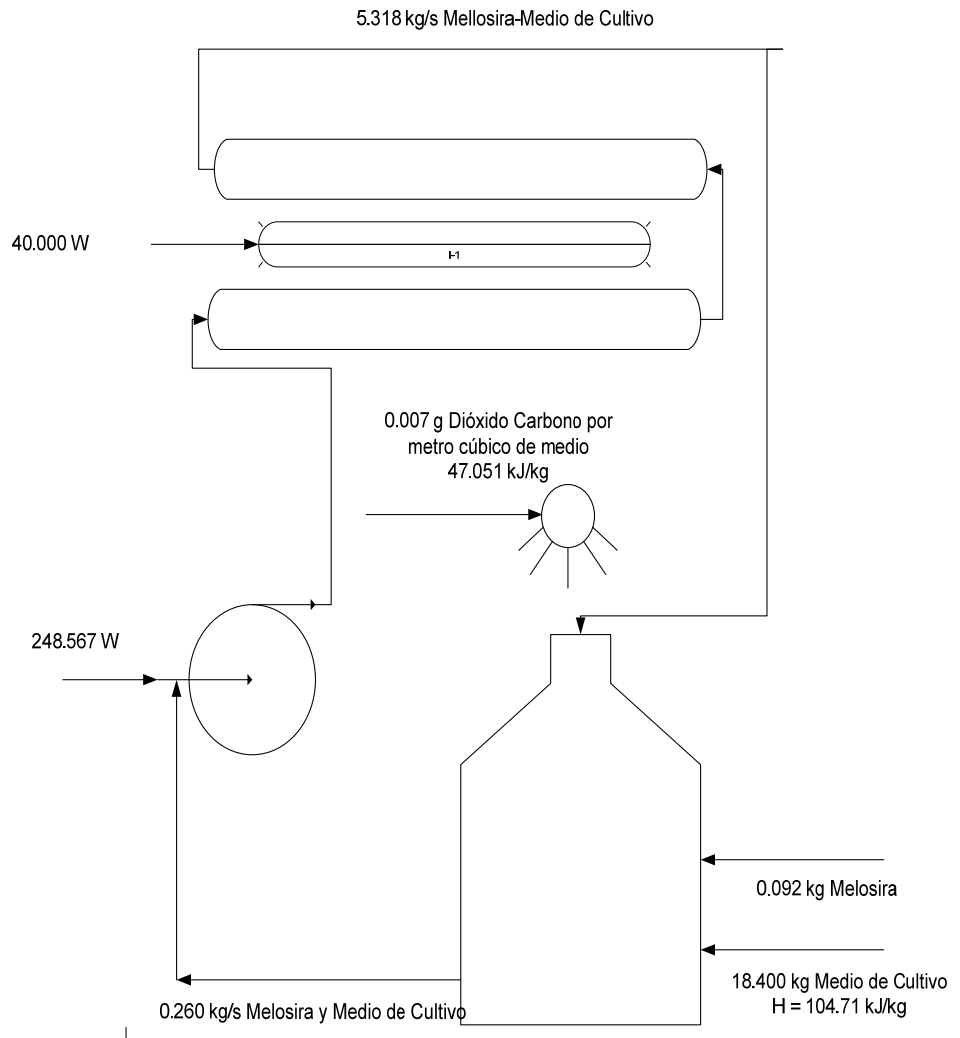 5.318 kg/s Mellosira-Medio de Cultivo
40.000 W
I-1
0.007 g Dióxido Carbono por
metro cúbico de medio
47.051 kJ/kg
248.567 W
0.092 kg Melosira
18.400 kg Medio de Cultivo
H = 104.71 kJ/kg
0.260 kg/s Melosira y Medio de Cultivo